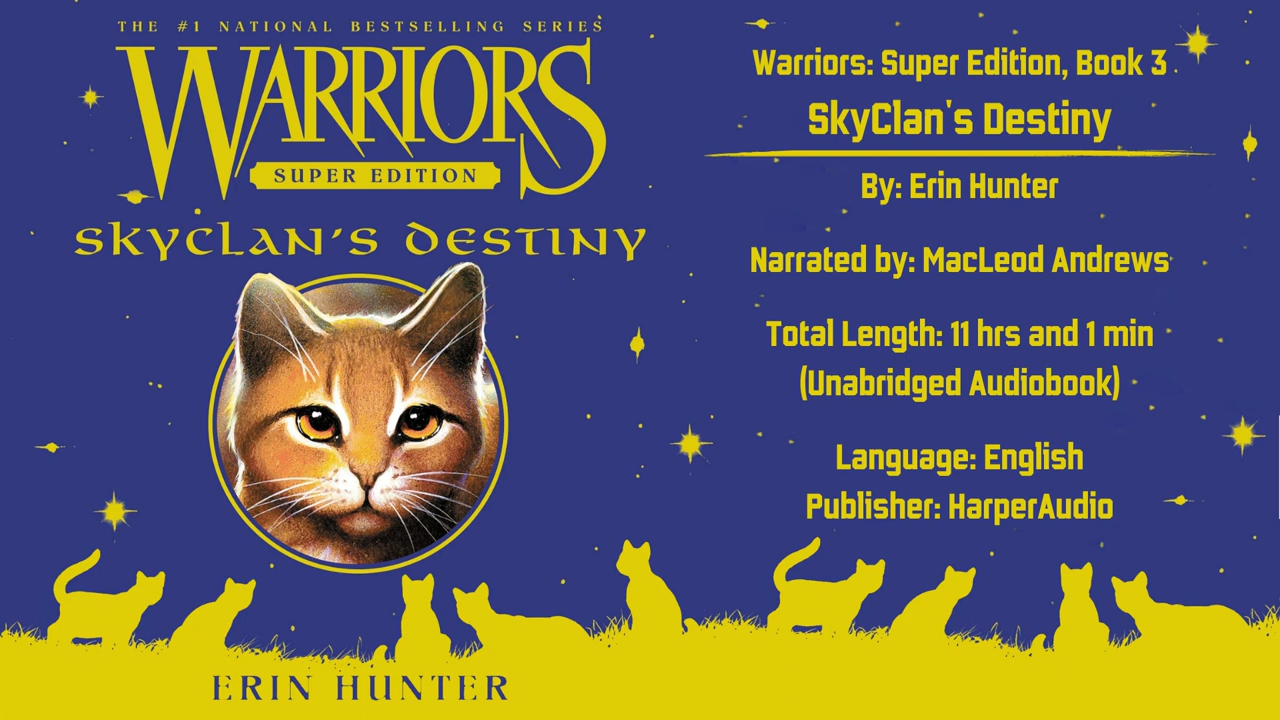 THE #1 NATIONAL BESTSELLING SERIES
WARRIORS
SUPER EDITION
SKYCLAN'S DESTINY
ERIN HUNTER
Warriors: Super Edition, Book 3
SkyClan's Destiny
By: Erin Hunter
Narrated by: MacLeod Andrews
Total Length: 11 hrs and 1 min
(Unabridged Audiobook)
Language: English
Publisher: HarperAudio